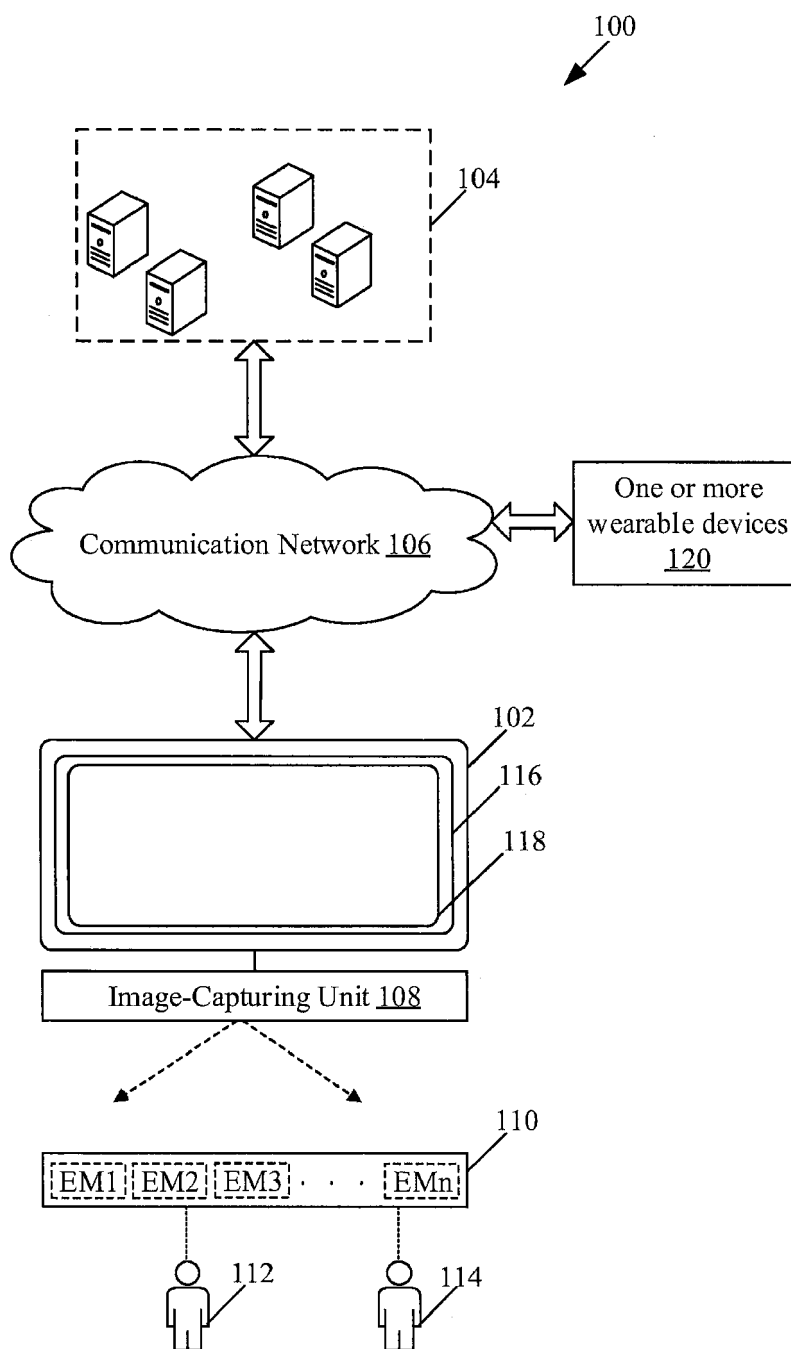 100
104
Communication Network 106
One or more
wearable devices
120
102
116
118
Image-Capturing Unit 108
110
EM1 EM2 EM3 . . . EMn
112
114